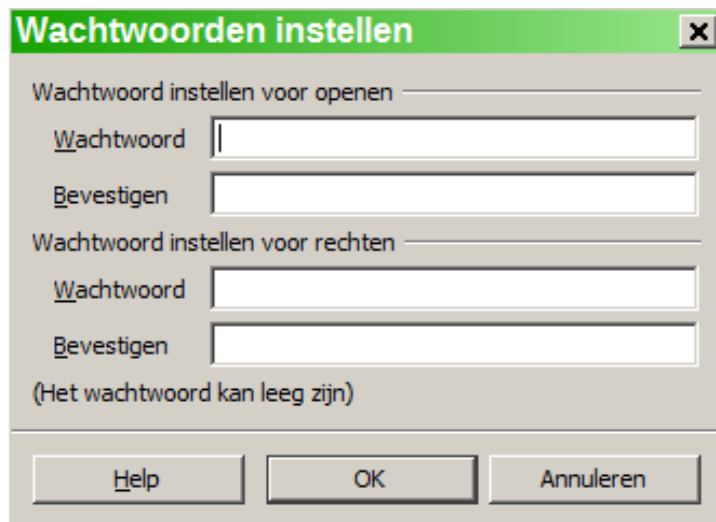 Wachtwoorden instellen
Wachtwoord instellen voor openen
Wachtwoord
Bevestigen
Wachtwoord instellen voor rechten
Wachtwoord
Bevestigen
(Het wachtwoord kan leeg zijn)
Help OK Annuleren